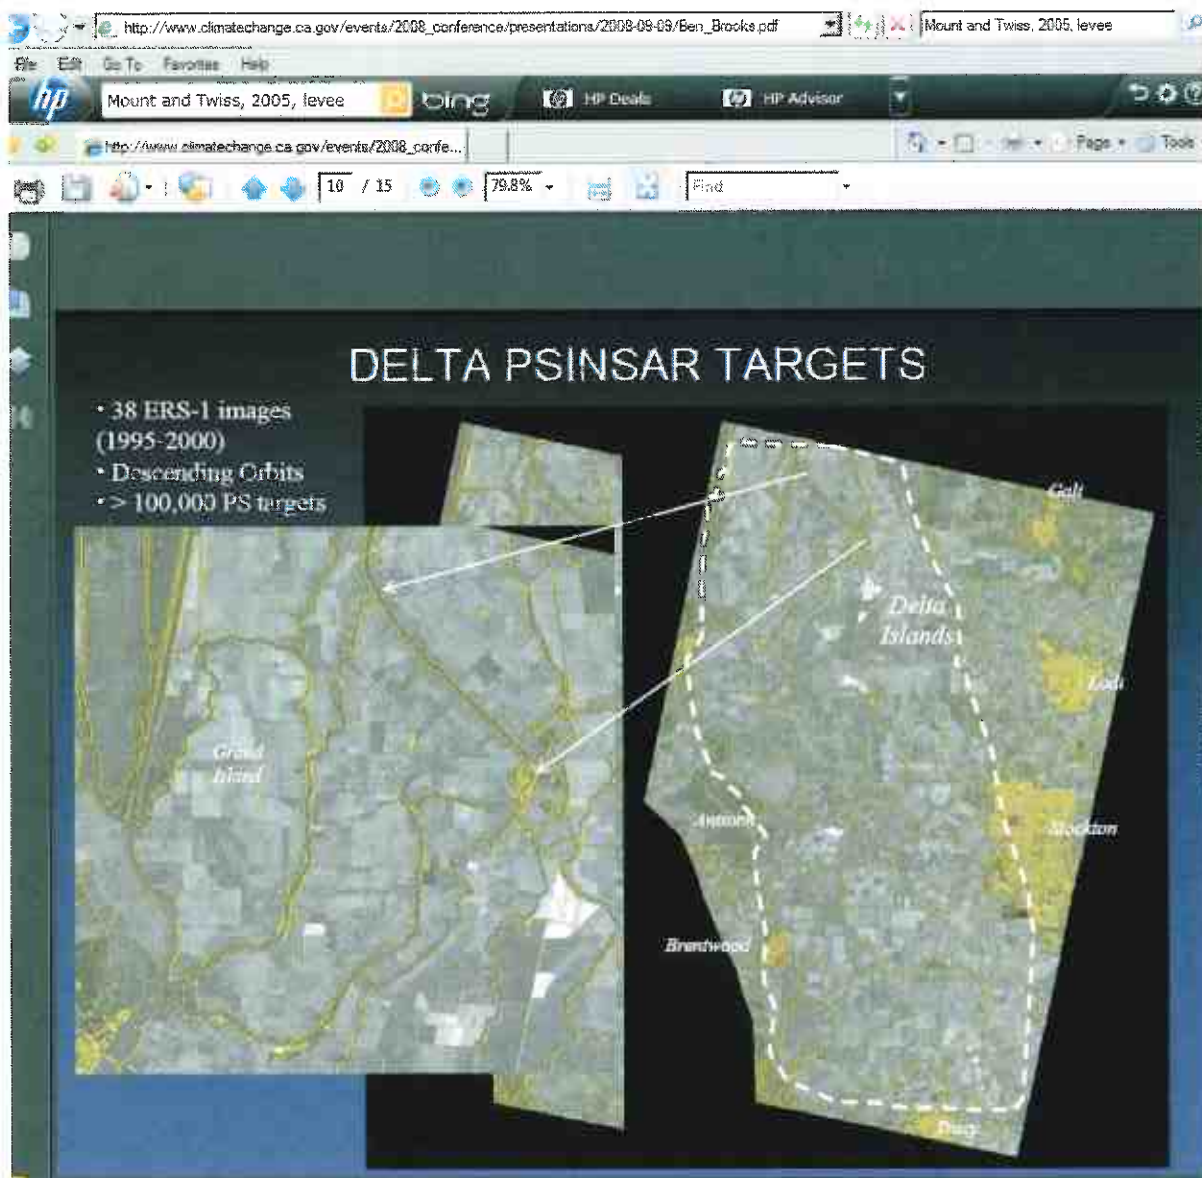 http://www.climatechange.ca.gov/events/2008_conference/presentations/2008-09-09/Ben_Brooks.pdf
Mount and Twiss, 2005, levee
File Edit Go To Favorites Help
hp Mount and Twiss, 2005, levee bing HP Deals HP Advisor
http://www.climatechange.ca.gov/events/2008_confe... Page Tools
10 / 15 79.8% Find
DELTA PSINSAR TARGETS
• 38 ERS-1 images
(1995-2000)
• Descending Orbits
• > 100,000 PS targets
Galt
Delta
Islands
Lodi
Grand
Island
Antioch
Stockton
Brentwood
Tracy